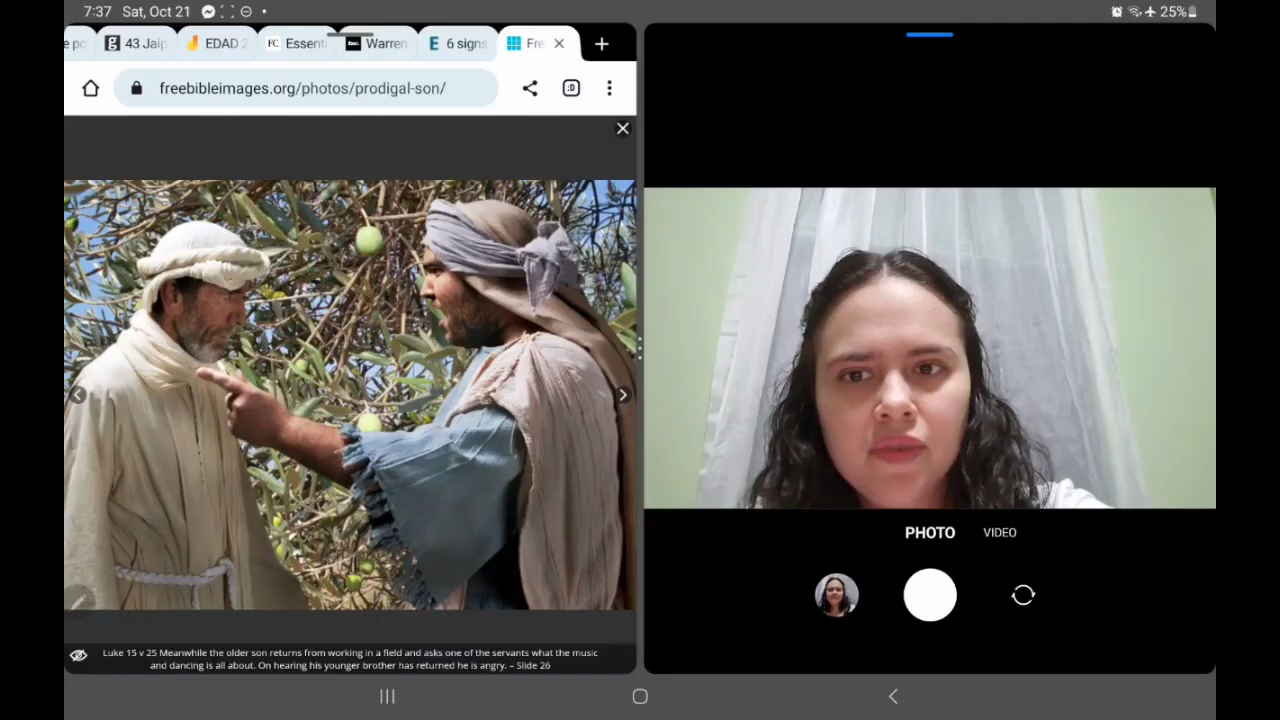 7:37 Sat, Oct 21
25%
43 Jaip
EDAD 2
FC Essenti
Inc. Warren
E 6 signs
Fre
freebibleimages.org/photos/prodigal-son/
:D
PHOTO VIDEO
Luke 15 v 25 Meanwhile the older son returns from working in a field and asks one of the servants what the music
and dancing is all about. On hearing his younger brother has returned he is angry. – Slide 26